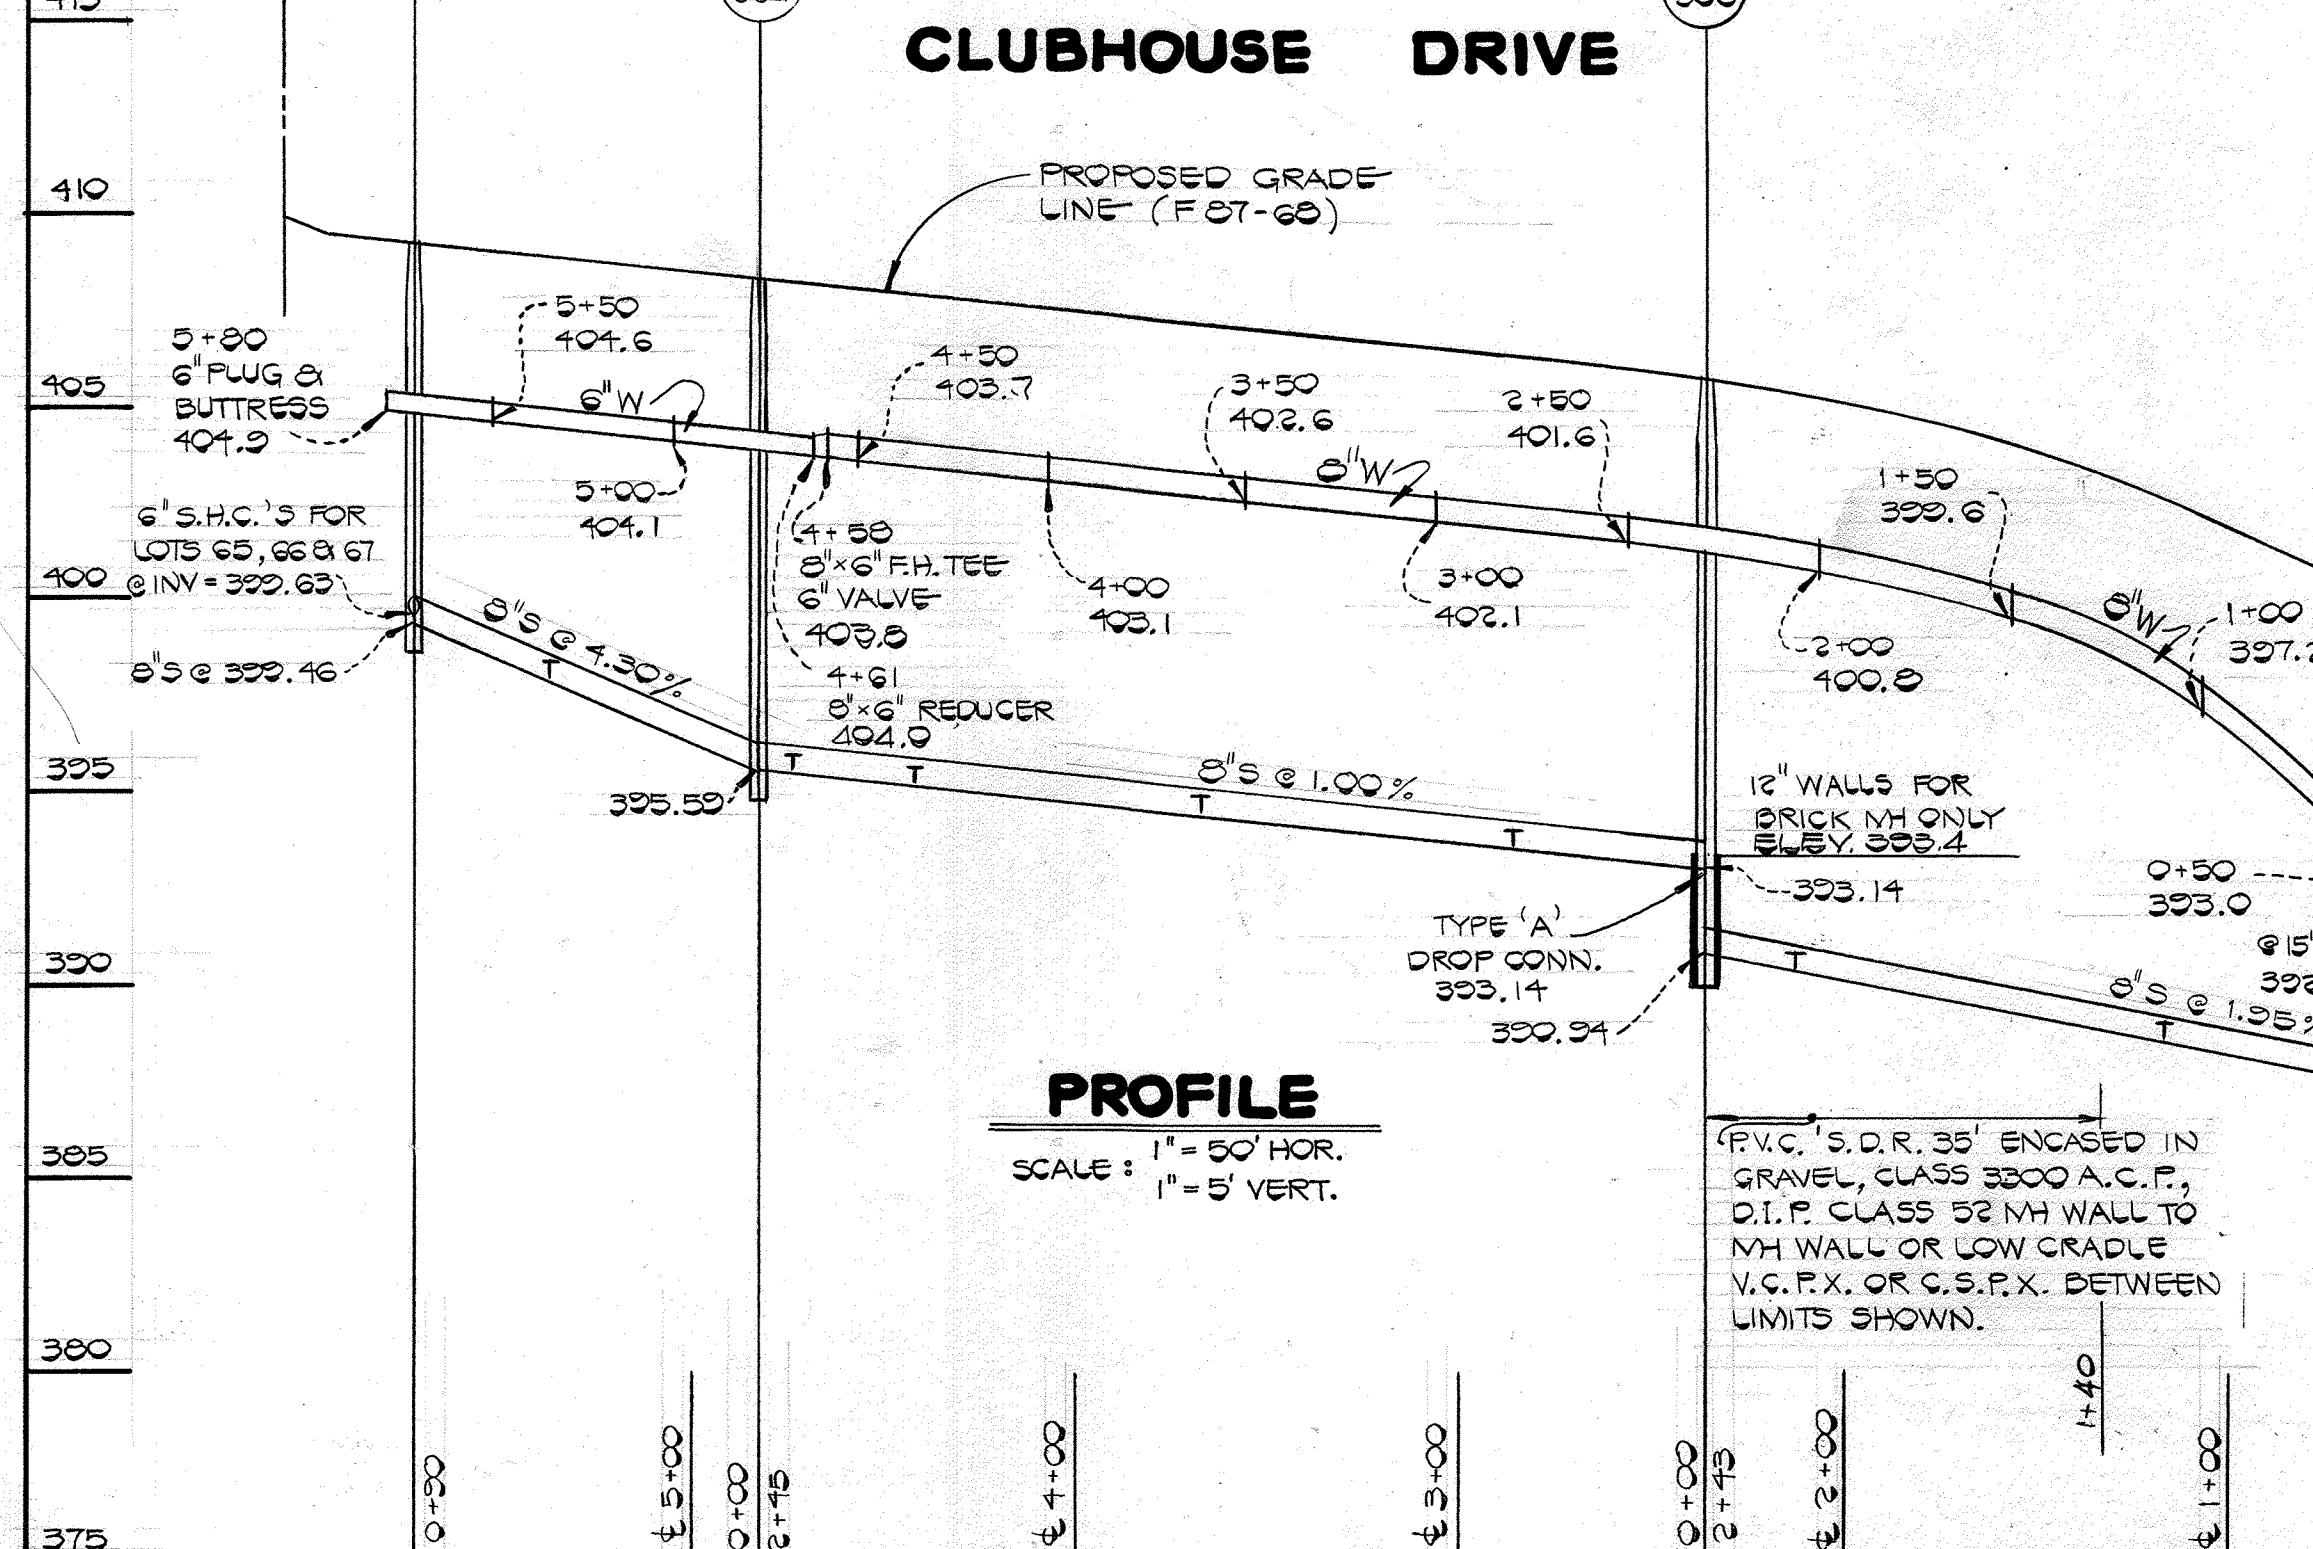 CLUBHOUSE DRIVE
410
405
400
395
390
385
380
375
PROPOSED GRADE
LINE (F 87-68)
5+80
6" PLUG &
BUTTRESS
404.9
5+50
404.6
6"W
5+00
404.1
4+50
403.7
3+50
402.6
8"W
2+50
401.6
1+50
399.6
6" S.H.C.'S FOR
LOTS 65, 66 & 67
@ INV = 399.63
8"S @ 399.46
8"S @ 4.30%
4+58
8"x6" F.H. TEE
6" VALVE
403.8
4+61
8"x6" REDUCER
404.0
4+00
403.1
3+00
402.1
2+00
400.8
8"W
1+00
395.59
T
T
T
T
T
8"S @ 1.00%
12" WALLS FOR
BRICK MH ONLY
ELEV. 393.4
393.14
TYPE 'A'
DROP CONN.
393.14
390.94
0+50
393.0
T
T
8"S @ 1.95%
PROFILE
SCALE: 1" = 50' HOR.
1" = 5' VERT.
P.V.C. 'S.D.R. 35' ENCASED IN
GRAVEL, CLASS 3300 A.C.P.,
D.I.P. CLASS 52 MH WALL TO
MH WALL OR LOW CRADLE
V.C.P.X. OR C.S.P.X. BETWEEN
LIMITS SHOWN.
0+90
℄ 5+00
0+00
2+45
℄ 4+00
℄ 3+00
0+00
2+43
℄ 2+00
1+40
℄ 1+00